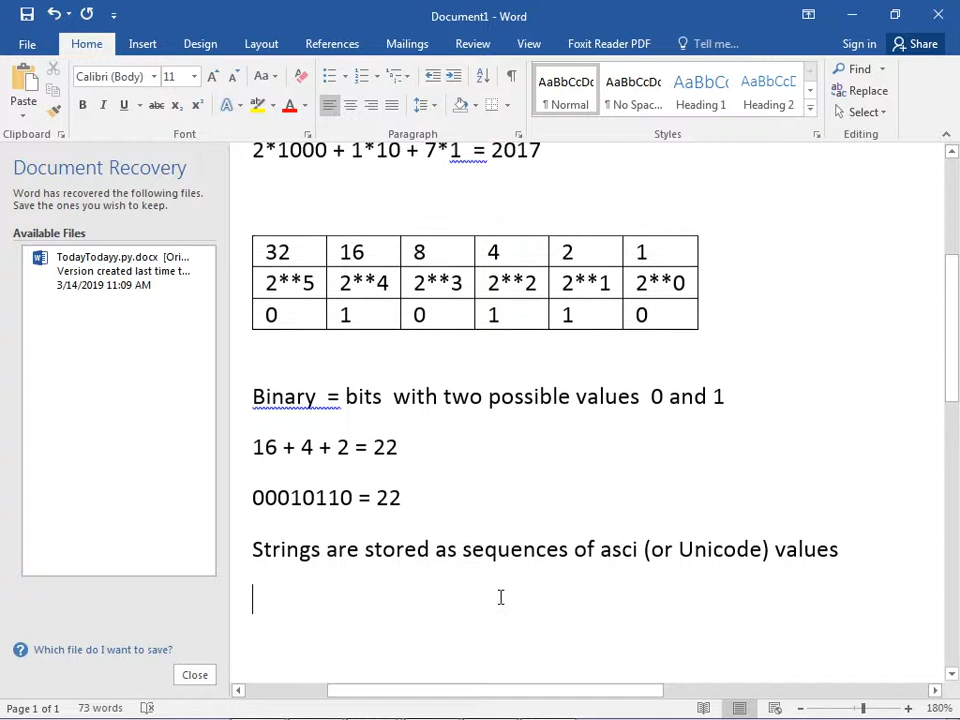 Document1 - Word
File Home Insert Design Layout References Mailings Review View Foxit Reader PDF Tell me... Sign in Share
Paste
Calibri (Body) 11 Aa
B I U abc x₂ x² A A
AaBbCcDc AaBbCcDc AaBbCcDc AaBbCcD
¶ Normal ¶ No Spac... Heading 1 Heading 2
Find
Replace
Select
Clipboard Font Paragraph Styles Editing
Document Recovery
Word has recovered the following files.
Save the ones you wish to keep.
Available Files
TodayTodayy.py.docx [Ori...
Version created last time t...
3/14/2019 11:09 AM
Which file do I want to save?
Close
2*1000 + 1*10 + 7*1 = 2017
32 16 8 4 2 1
2**5 2**4 2**3 2**2 2**1 2**0
0 1 0 1 1 0
Binary = bits with two possible values 0 and 1
16 + 4 + 2 = 22
00010110 = 22
Strings are stored as sequences of asci (or Unicode) values
Page 1 of 1 73 words 180%